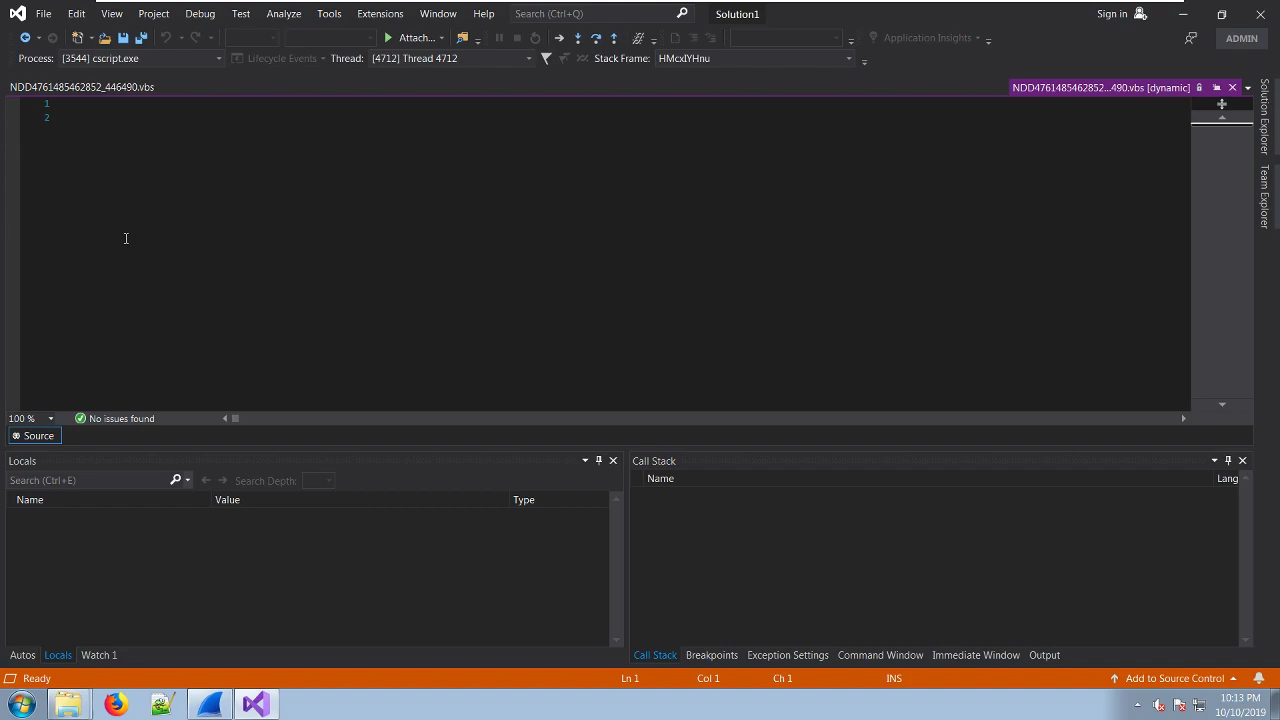 File Edit View Project Debug Test Analyze Tools Extensions Window Help Search (Ctrl+Q) Solution1 Sign in
Attach... Application Insights ADMIN
Process: [3544] cscript.exe Lifecycle Events Thread: [4712] Thread 4712 Stack Frame: HMcxIYHnu
NDD4761485462852_446490.vbs NDD4761485462852...490.vbs [dynamic]
1
2
Solution Explorer
Team Explorer
100 % No issues found
Source
Locals
Search (Ctrl+E) Search Depth:
Name Value Type
Autos Locals Watch 1
Call Stack
Name Lang
Call Stack Breakpoints Exception Settings Command Window Immediate Window Output
Ready Ln 1 Col 1 Ch 1 INS Add to Source Control
10:13 PM
10/10/2019